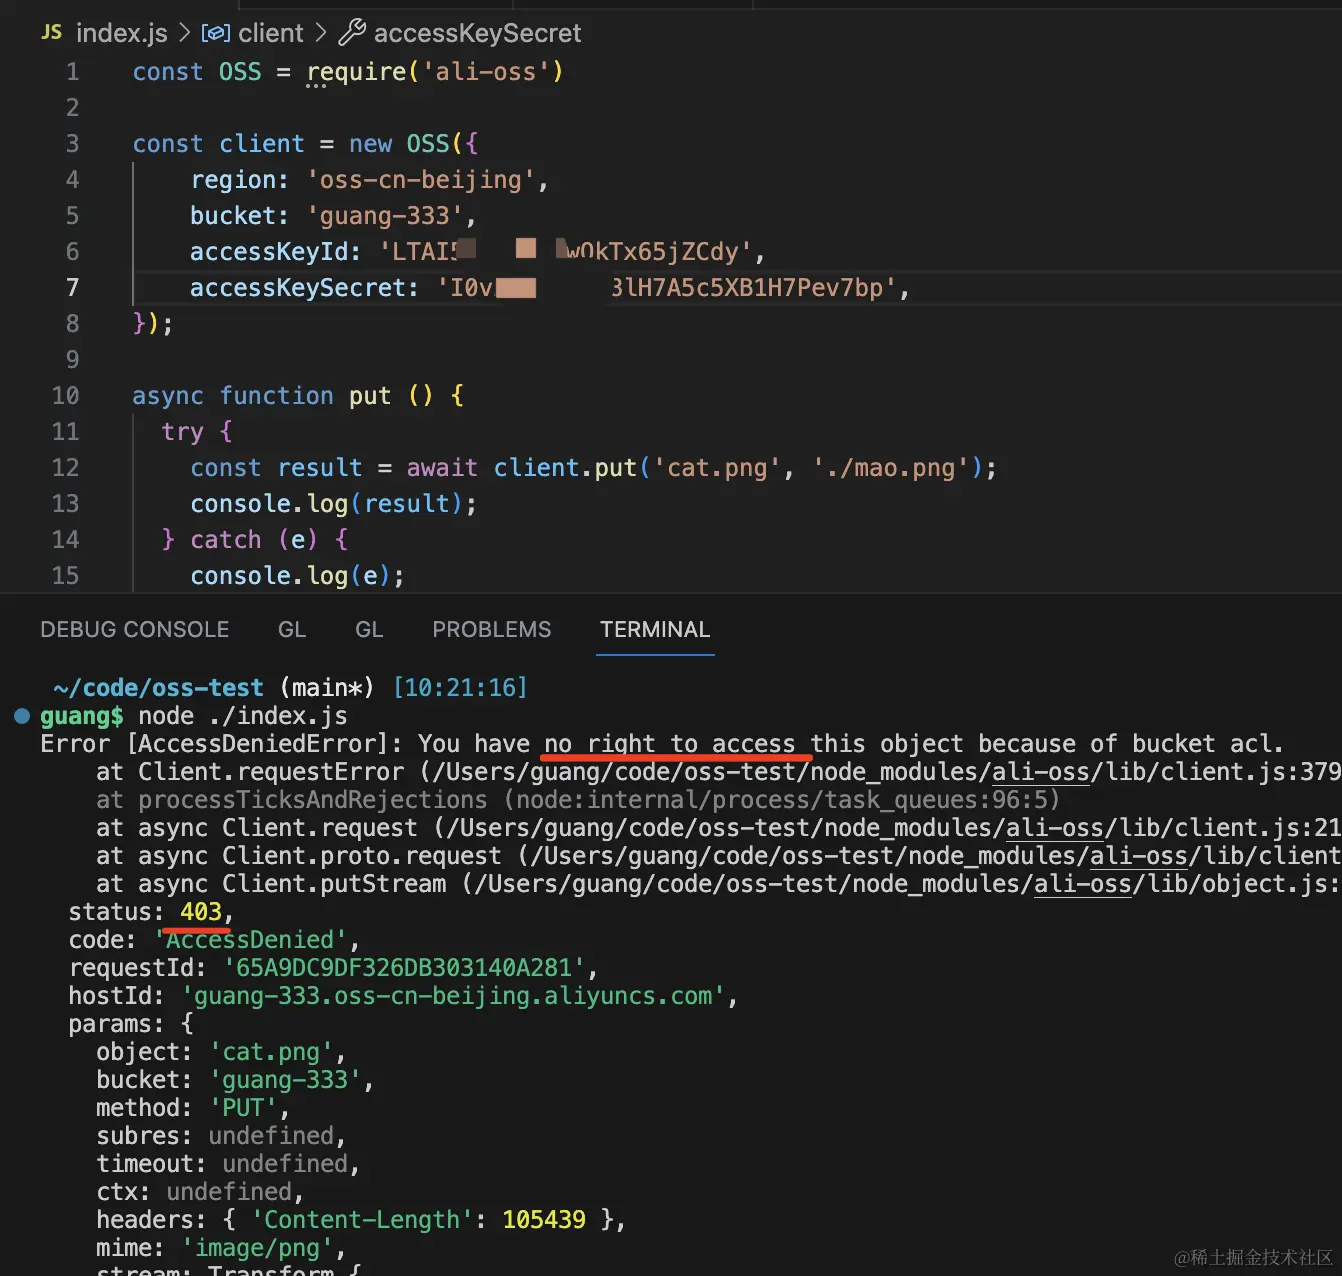 JS index.js > client > accessKeySecret
1 const OSS = require('ali-oss')
2
3 const client = new OSS({
4 region: 'oss-cn-beijing',
5 bucket: 'guang-333',
6 accessKeyId: 'LTAI5 wOkTx65jZCdy',
7 accessKeySecret: 'I0v 3lH7A5c5XB1H7Pev7bp',
8 });
9
10 async function put () {
11 try {
12 const result = await client.put('cat.png', './mao.png');
13 console.log(result);
14 } catch (e) {
15 console.log(e);
DEBUG CONSOLE GL GL PROBLEMS TERMINAL
~/code/oss-test (main*) [10:21:16]
guang$ node ./index.js
Error [AccessDeniedError]: You have no right to access this object because of bucket acl.
at Client.requestError (/Users/guang/code/oss-test/node_modules/ali-oss/lib/client.js:379
at processTicksAndRejections (node:internal/process/task_queues:96:5)
at async Client.request (/Users/guang/code/oss-test/node_modules/ali-oss/lib/client.js:21
at async Client.proto.request (/Users/guang/code/oss-test/node_modules/ali-oss/lib/client
at async Client.putStream (/Users/guang/code/oss-test/node_modules/ali-oss/lib/object.js:
status: 403,
code: 'AccessDenied',
requestId: '65A9DC9DF326DB303140A281',
hostId: 'guang-333.oss-cn-beijing.aliyuncs.com',
params: {
object: 'cat.png',
bucket: 'guang-333',
method: 'PUT',
subres: undefined,
timeout: undefined,
ctx: undefined,
headers: { 'Content-Length': 105439 },
mime: 'image/png',
stream: Transform {
@稀土掘金技术社区